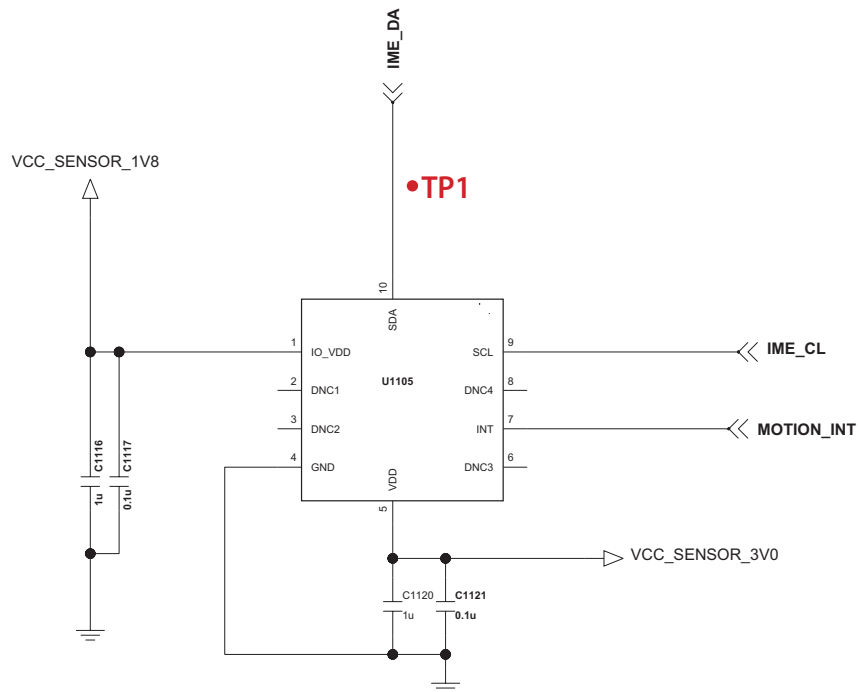 IME_DA
VCC_SENSOR_1V8
TP1
10
SDA
1
IO_VDD
SCL
9
IME_CL
2
DNC1
U1105
DNC4
8
3
DNC2
INT
7
MOTION_INT
4
GND
VDD
DNC3
6
5
C1116
1u
C1117
0.1u
VCC_SENSOR_3V0
C1120
1u
C1121
0.1u